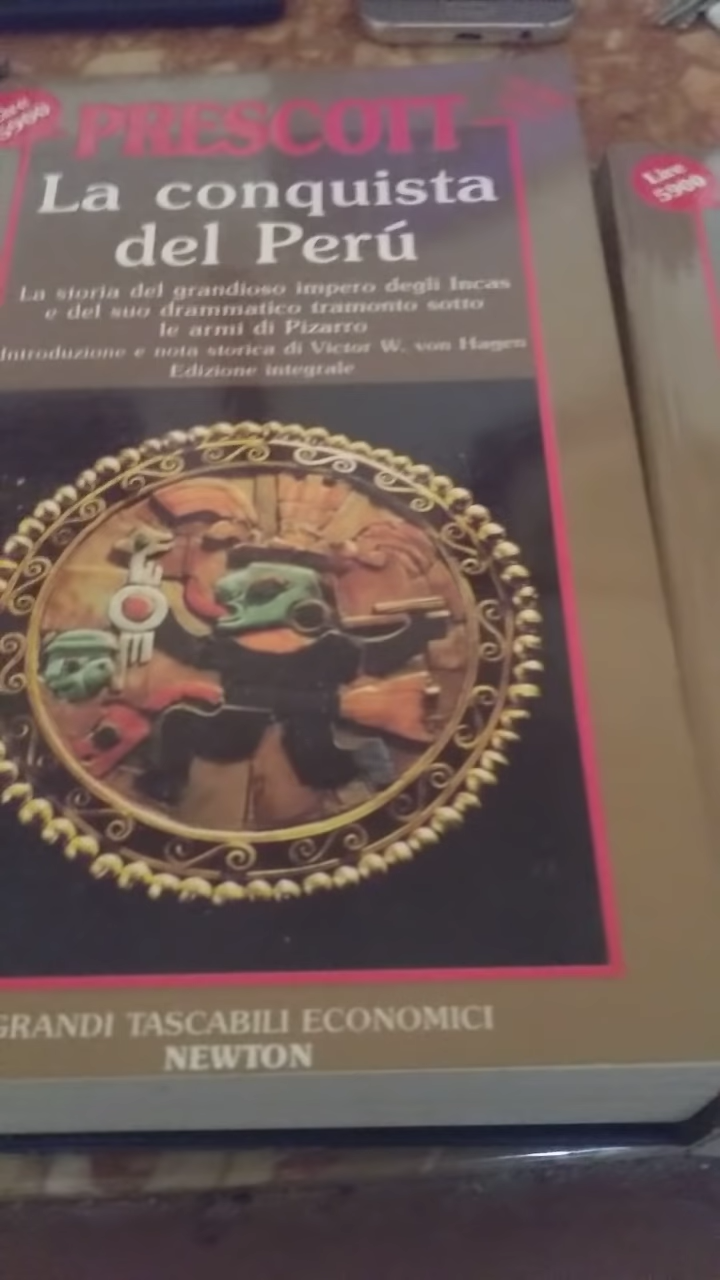 5900
PRESCOTT
La conquista
del Perú
La storia del grandioso impero degli Incas
e del suo drammatico tramonto sotto
le armi di Pizarro
Introduzione e nota storica di Victor W. von Hagen
Edizione integrale
GRANDI TASCABILI ECONOMICI
NEWTON
Lire
5900